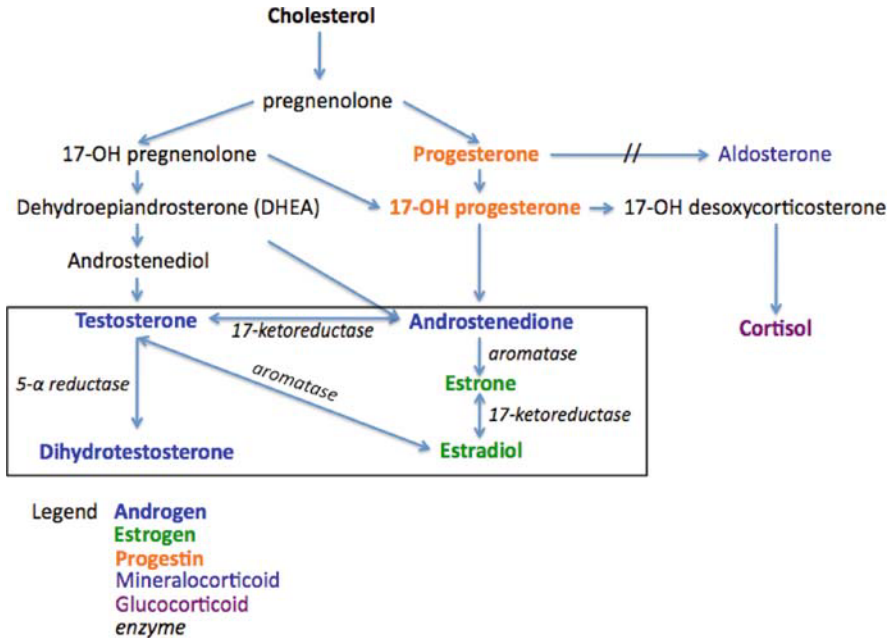 Cholesterol
pregnenolone
17-OH pregnenolone
Progesterone
//
Aldosterone
Dehydroepiandrosterone (DHEA)
17-OH progesterone
17-OH desoxycorticosterone
Androstenediol
Testosterone
17-ketoreductase
Androstenedione
Cortisol
5-α reductase
aromatase
aromatase
Estrone
17-ketoreductase
Dihydrotestosterone
Estradiol
Legend Androgen
Estrogen
Progestin
Mineralocorticoid
Glucocorticoid
enzyme